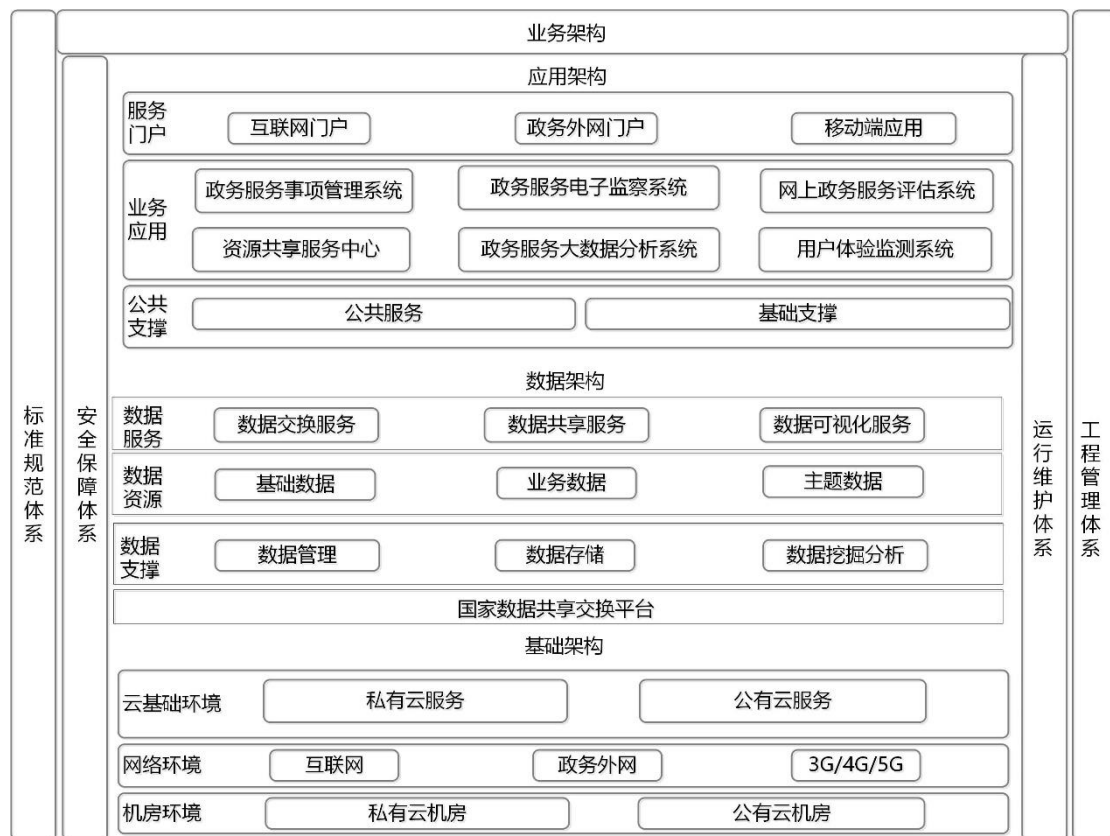 业务架构
应用架构
服务
门户
互联网门户
政务外网门户
移动端应用
业务
应用
政务服务事项管理系统
政务服务电子监察系统
网上政务服务评估系统
资源共享服务中心
政务服务大数据分析系统
用户体验监测系统
公共
支撑
公共服务
基础支撑
数据架构
数据
服务
数据交换服务
数据共享服务
数据可视化服务
数据
资源
基础数据
业务数据
主题数据
数据
支撑
数据管理
数据存储
数据挖掘分析
国家数据共享交换平台
基础架构
云基础环境
私有云服务
公有云服务
网络环境
互联网
政务外网
3G/4G/5G
机房环境
私有云机房
公有云机房
标准规范体系
安全保障体系
运行维护体系
工程管理体系